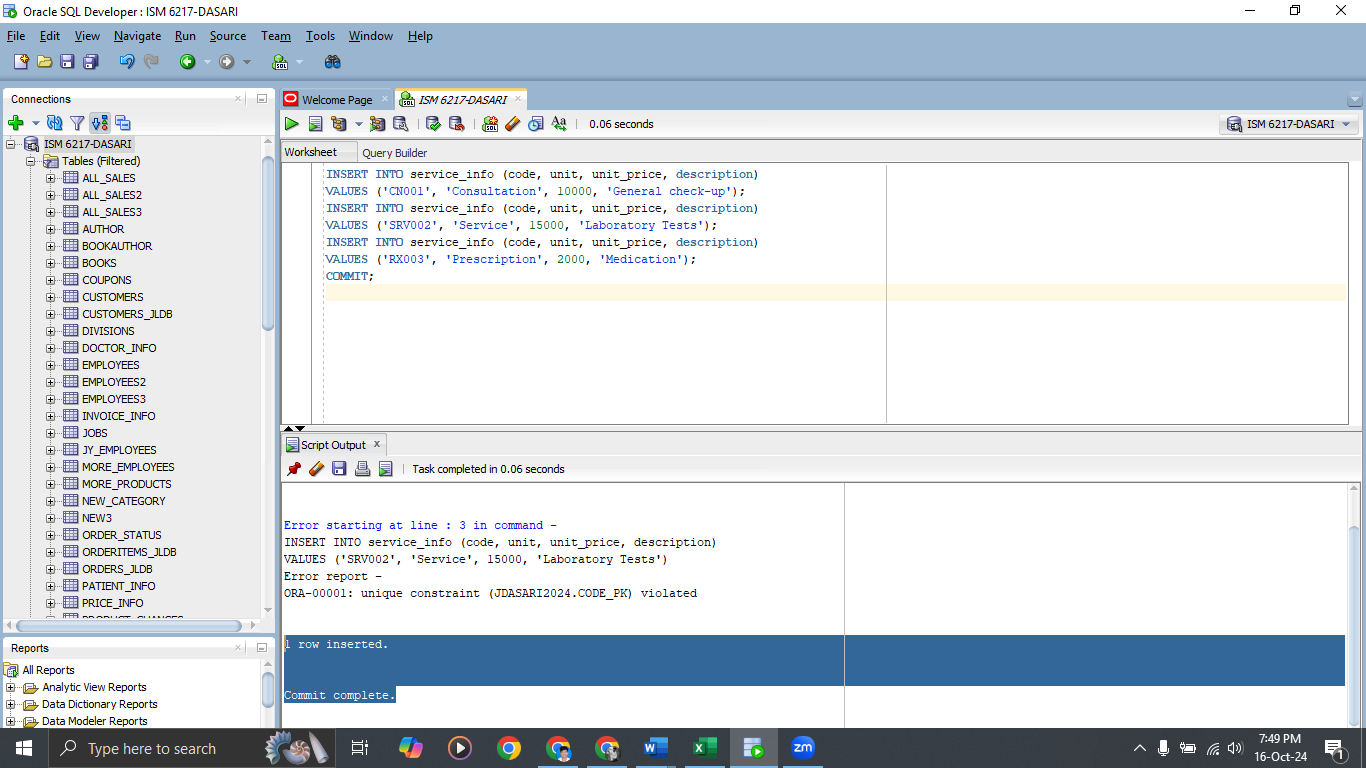 Oracle SQL Developer : ISM 6217-DASARI
File Edit View Navigate Run Source Team Tools Window Help
Connections
ISM 6217-DASARI
Tables (Filtered)
ALL_SALES
ALL_SALES2
ALL_SALES3
AUTHOR
BOOKAUTHOR
BOOKS
COUPONS
CUSTOMERS
CUSTOMERS_JLDB
DIVISIONS
DOCTOR_INFO
EMPLOYEES
EMPLOYEES2
EMPLOYEES3
INVOICE_INFO
JOBS
JY_EMPLOYEES
MORE_EMPLOYEES
MORE_PRODUCTS
NEW_CATEGORY
NEW3
ORDER_STATUS
ORDERITEMS_JLDB
ORDERS_JLDB
PATIENT_INFO
PRICE_INFO
PRODUCT_CHANGES
Reports
All Reports
Analytic View Reports
Data Dictionary Reports
Data Modeler Reports
Welcome Page
ISM 6217-DASARI
0.06 seconds
ISM 6217-DASARI
Worksheet Query Builder
INSERT INTO service_info (code, unit, unit_price, description)
VALUES ('CN001', 'Consultation', 10000, 'General check-up');
INSERT INTO service_info (code, unit, unit_price, description)
VALUES ('SRV002', 'Service', 15000, 'Laboratory Tests');
INSERT INTO service_info (code, unit, unit_price, description)
VALUES ('RX003', 'Prescription', 2000, 'Medication');
COMMIT;
Script Output
Task completed in 0.06 seconds
Error starting at line : 3 in command -
INSERT INTO service_info (code, unit, unit_price, description)
VALUES ('SRV002', 'Service', 15000, 'Laboratory Tests')
Error report -
ORA-00001: unique constraint (JDASARI2024.CODE_PK) violated
1 row inserted.
Commit complete.
Type here to search
zm
7:49 PM
16-Oct-24
1